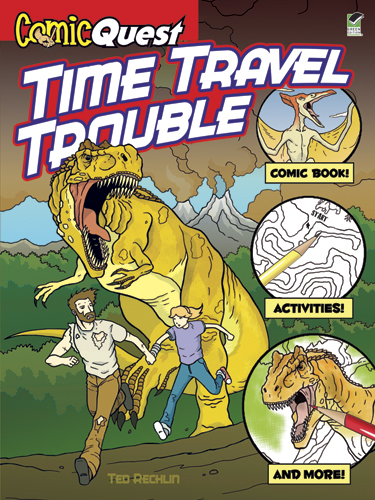 ComicQuest
TIME TRAVEL
TROUBLE
COMIC BOOK!
START
ACTIVITIES!
AND MORE!
TED RECHLIN